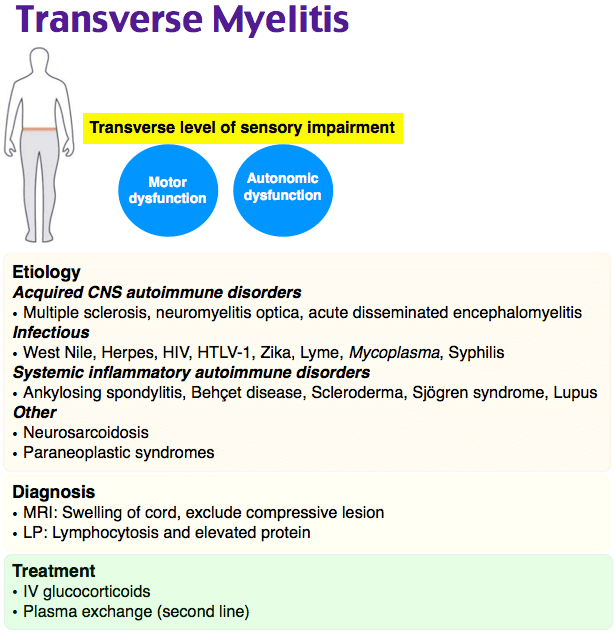 Transverse Myelitis
Transverse level of sensory impairment
Motor
dysfunction
Autonomic
dysfunction
Etiology
Acquired CNS autoimmune disorders
• Multiple sclerosis, neuromyelitis optica, acute disseminated encephalomyelitis
Infectious
• West Nile, Herpes, HIV, HTLV-1, Zika, Lyme, Mycoplasma, Syphilis
Systemic inflammatory autoimmune disorders
• Ankylosing spondylitis, Behçet disease, Scleroderma, Sjögren syndrome, Lupus
Other
• Neurosarcoidosis
• Paraneoplastic syndromes
Diagnosis
• MRI: Swelling of cord, exclude compressive lesion
• LP: Lymphocytosis and elevated protein
Treatment
• IV glucocorticoids
• Plasma exchange (second line)